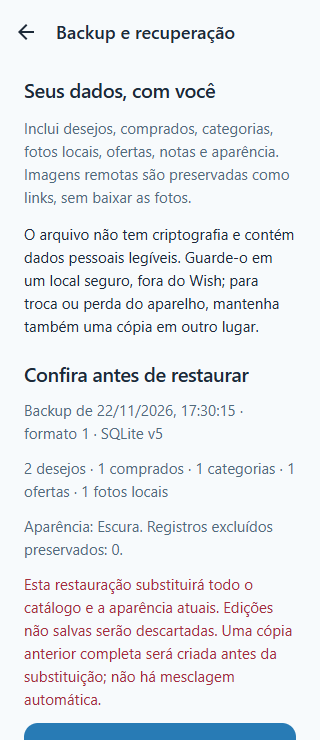 Backup e recuperação
Seus dados, com você
Inclui desejos, comprados, categorias,
fotos locais, ofertas, notas e aparência.
Imagens remotas são preservadas como
links, sem baixar as fotos.
O arquivo não tem criptografia e contém
dados pessoais legíveis. Guarde-o em
um local seguro, fora do Wish; para
troca ou perda do aparelho, mantenha
também uma cópia em outro lugar.
Confira antes de restaurar
Backup de 22/11/2026, 17:30:15 ·
formato 1 · SQLite v5
2 desejos · 1 comprados · 1 categorias · 1
ofertas · 1 fotos locais
Aparência: Escura. Registros excluídos
preservados: 0.
Esta restauração substituirá todo o
catálogo e a aparência atuais. Edições
não salvas serão descartadas. Uma cópia
anterior completa será criada antes da
substituição; não há mesclagem
automática.